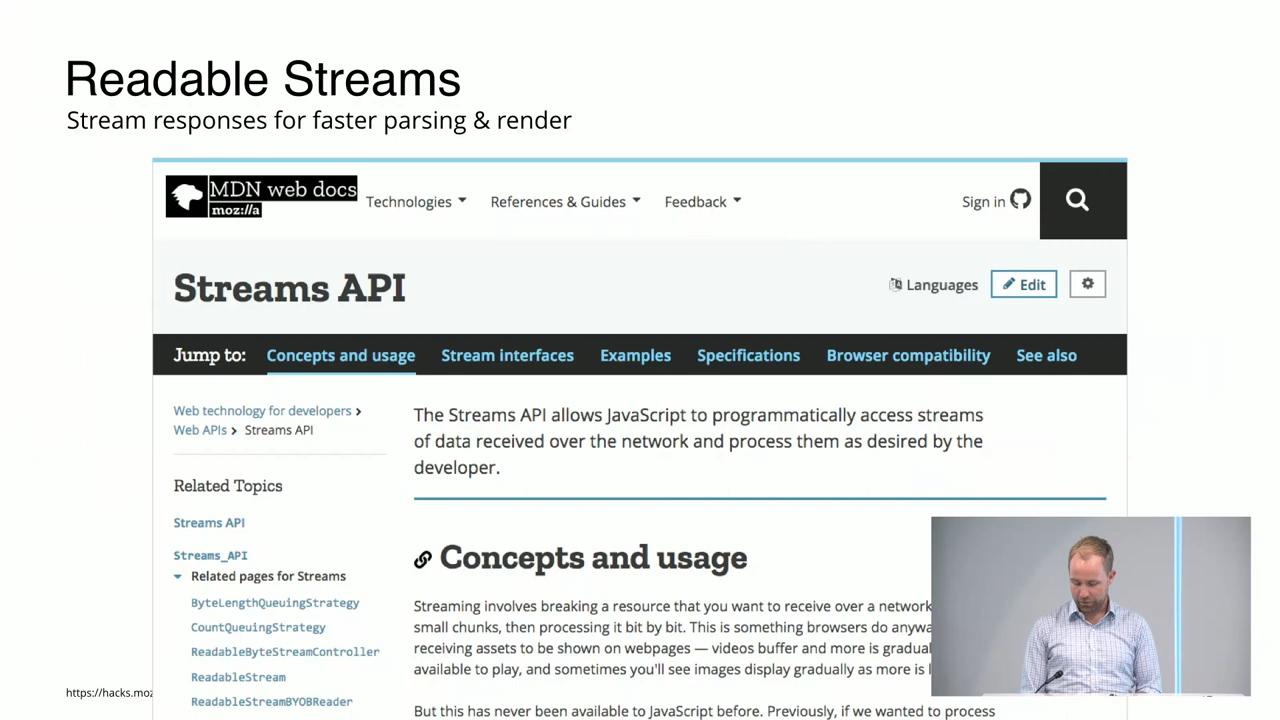 Readable Streams
Stream responses for faster parsing & render
MDN web docs
moz://a
Technologies
References & Guides
Feedback
Sign in
Streams API
Languages
Edit
Jump to:
Concepts and usage
Stream interfaces
Examples
Specifications
Browser compatibility
See also
Web technology for developers
Web APIs
Streams API
The Streams API allows JavaScript to programmatically access streams
of data received over the network and process them as desired by the
developer.
Related Topics
Streams API
Streams_API
Related pages for Streams
ByteLengthQueuingStrategy
CountQueuingStrategy
ReadableByteStreamController
ReadableStream
ReadableStreamBYOBReader
Concepts and usage
Streaming involves breaking a resource that you want to receive over a network
small chunks, then processing it bit by bit. This is something browsers do
receiving assets to be shown on webpages — videos buffer and more is
available to play, and sometimes you'll see images display gradually as more is
But this has never been available to JavaScript before. Previously, if we wanted to process
https://hacks.moz